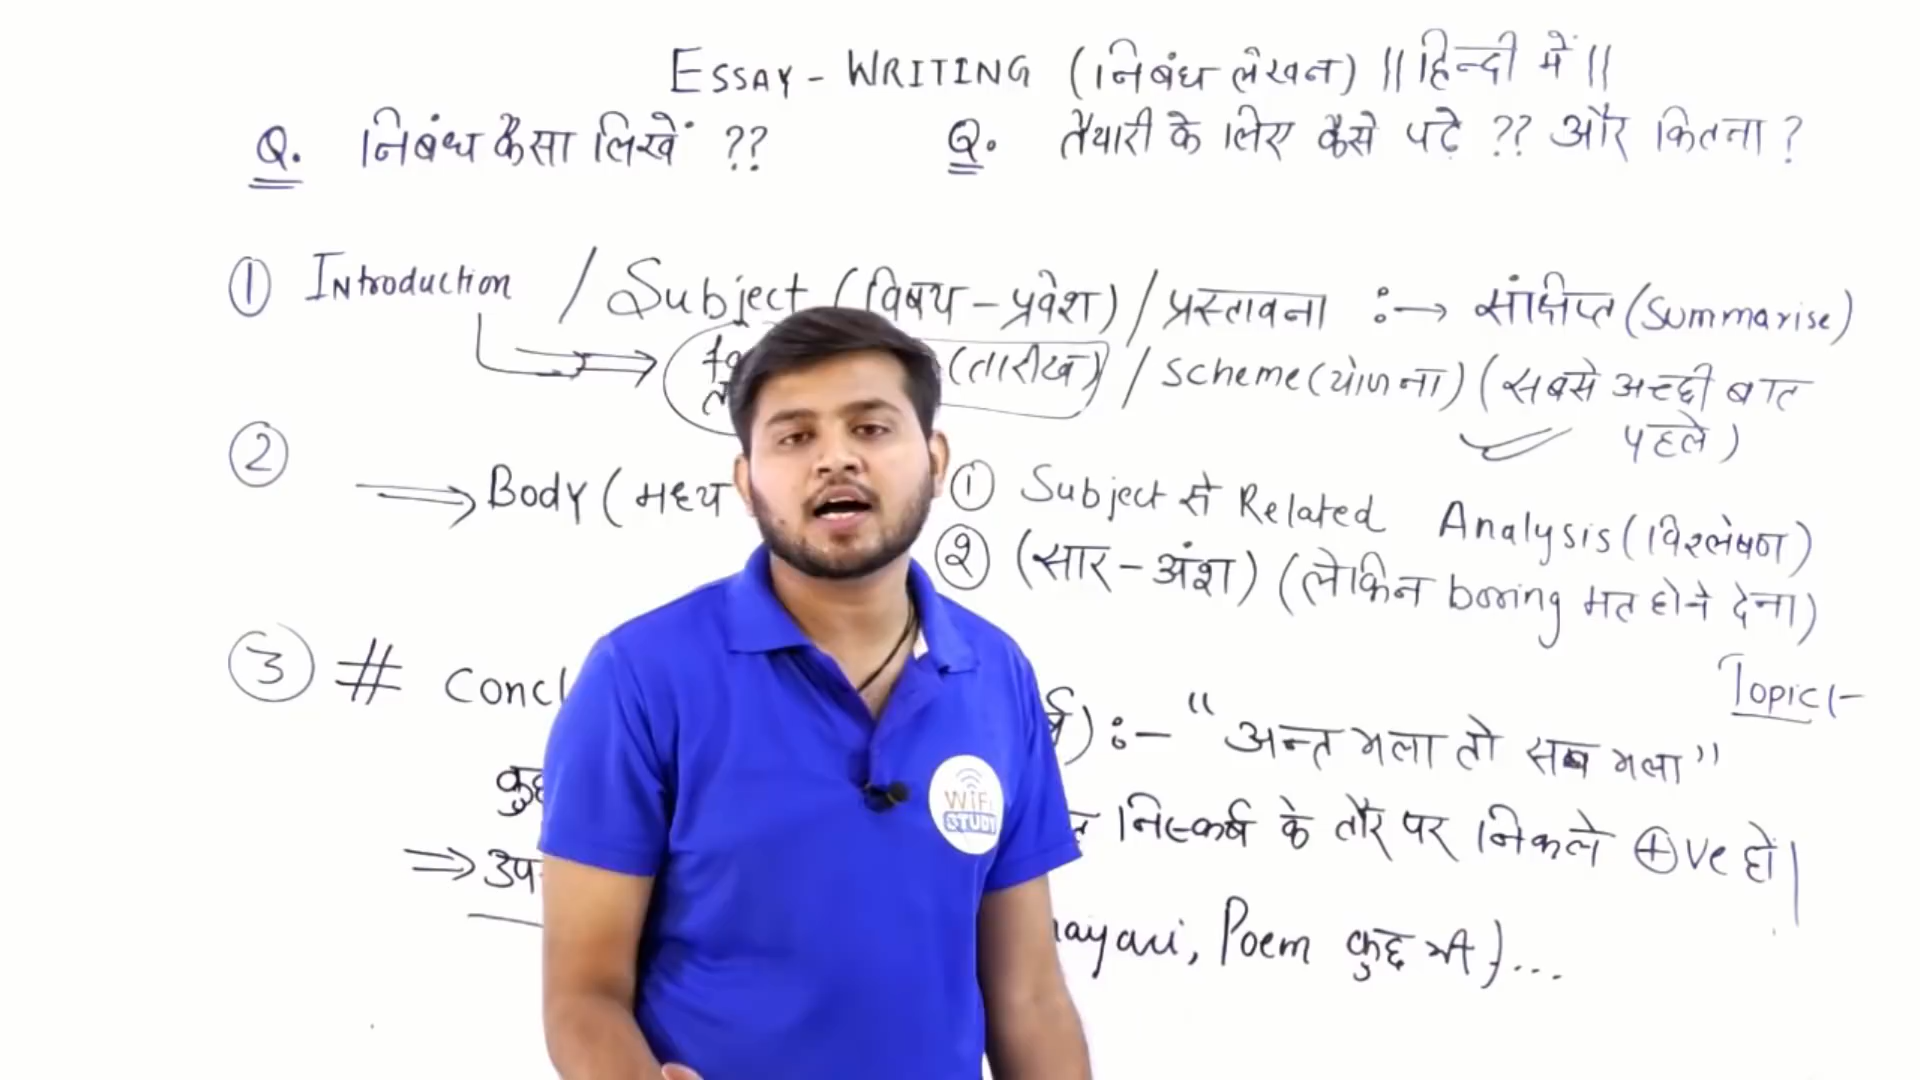 ESSAY - WRITING (निबंध लेखन) || हिन्दी में ||
Q. निबंध कैसा लिखें ??
Q. तैयारी के लिए कैसे पढ़े ?? और कितना ?
① Introduction / Subject (विषय - प्रवेश) / प्रस्तावना :→ संक्षिप्त (Summarise)
(तारीख) / Scheme (योजना) (सबसे अच्छी बात
पहले)
②
⇒ Body (मध्य
① Subject से Related Analysis (विश्लेषण)
② (सार - अंश) (लेकिन boring मत होने देना)
Topic :-
③ # Concl
:- “अन्त भला तो सब भला”
निष्कर्ष के तौर पर निकले ⊕ve हो |
⇒ उप
Poem कुछ भी) ...
WiFi STUDY